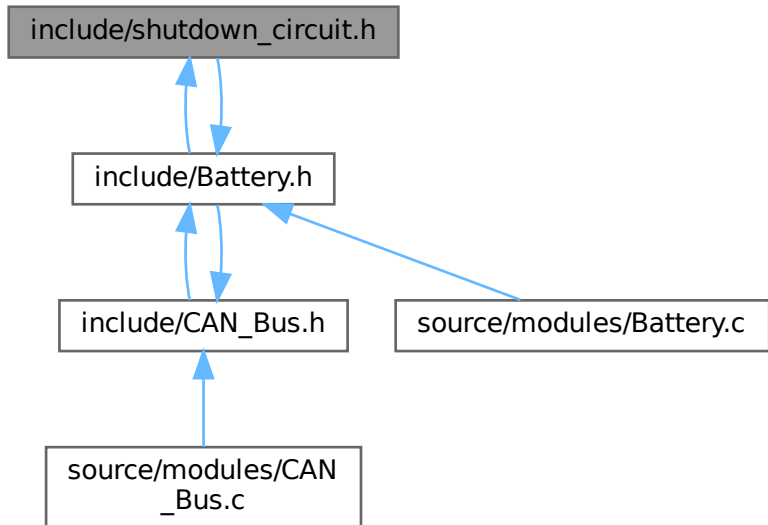 include/shutdown_circuit.h
include/Battery.h
include/CAN_Bus.h
source/modules/Battery.c
source/modules/CAN
_Bus.c